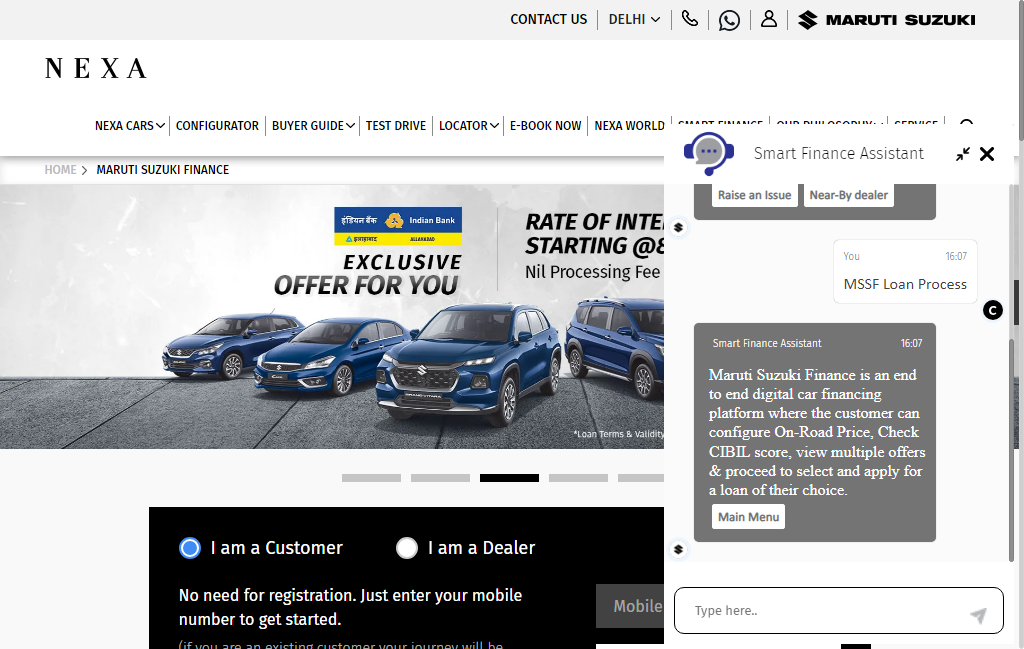 CONTACT US
DELHI
MARUTI SUZUKI
NEXA
NEXA CARS
CONFIGURATOR
BUYER GUIDE
TEST DRIVE
LOCATOR
E-BOOK NOW
NEXA WORLD
SMART FINANCE
OUR PHILOSOPHY
SERVICE
HOME
MARUTI SUZUKI FINANCE
इंडियन बैंक
Indian Bank
इलाहाबाद
ALLAHABAD
EXCLUSIVE
OFFER FOR YOU
RATE OF INTE
STARTING @8
Nil Processing Fee
GRAND VITARA
*Loan Terms & Validity
I am a Customer
I am a Dealer
No need for registration. Just enter your mobile
number to get started.
(if you are an existing customer your journey will be
Mobile
Smart Finance Assistant
Raise an Issue
Near-By dealer
You
16:07
MSSF Loan Process
C
Smart Finance Assistant
16:07
Maruti Suzuki Finance is an end
to end digital car financing
platform where the customer can
configure On-Road Price, Check
CIBIL score, view multiple offers
& proceed to select and apply for
a loan of their choice.
Main Menu
Type here..